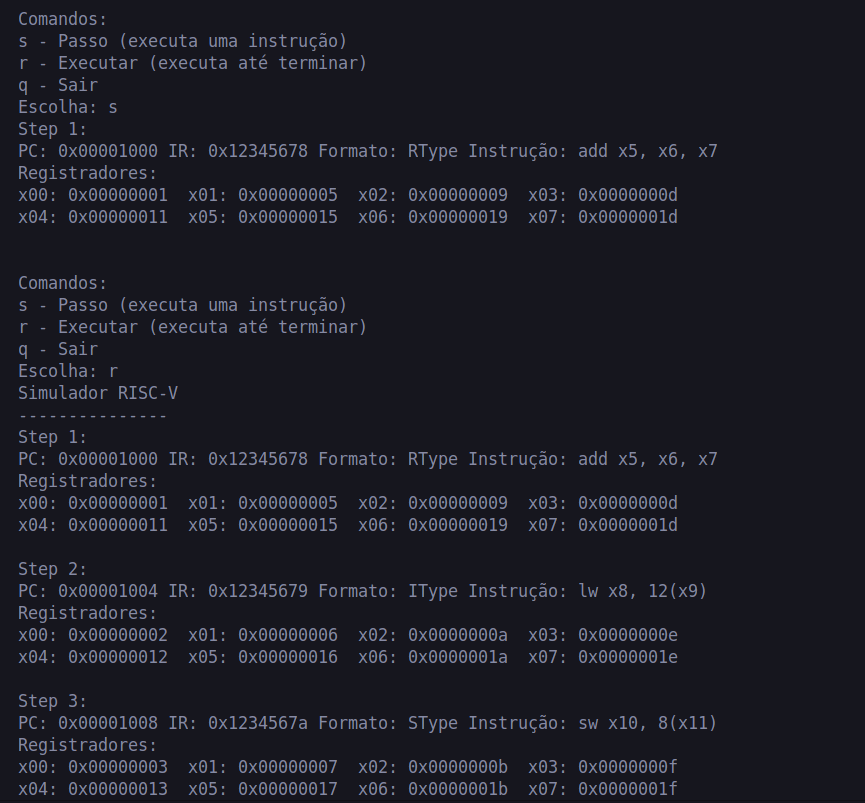 Comandos:
s - Passo (executa uma instrução)
r - Executar (executa até terminar)
q - Sair
Escolha: s
Step 1:
PC: 0x00001000 IR: 0x12345678 Formato: RType Instrução: add x5, x6, x7
Registradores:
x00: 0x00000001  x01: 0x00000005  x02: 0x00000009  x03: 0x0000000d
x04: 0x00000011  x05: 0x00000015  x06: 0x00000019  x07: 0x0000001d
Comandos:
s - Passo (executa uma instrução)
r - Executar (executa até terminar)
q - Sair
Escolha: r
Simulador RISC-V
---------------
Step 1:
PC: 0x00001000 IR: 0x12345678 Formato: RType Instrução: add x5, x6, x7
Registradores:
x00: 0x00000001  x01: 0x00000005  x02: 0x00000009  x03: 0x0000000d
x04: 0x00000011  x05: 0x00000015  x06: 0x00000019  x07: 0x0000001d
Step 2:
PC: 0x00001004 IR: 0x12345679 Formato: IType Instrução: lw x8, 12(x9)
Registradores:
x00: 0x00000002  x01: 0x00000006  x02: 0x0000000a  x03: 0x0000000e
x04: 0x00000012  x05: 0x00000016  x06: 0x0000001a  x07: 0x0000001e
Step 3:
PC: 0x00001008 IR: 0x1234567a Formato: SType Instrução: sw x10, 8(x11)
Registradores:
x00: 0x00000003  x01: 0x00000007  x02: 0x0000000b  x03: 0x0000000f
x04: 0x00000013  x05: 0x00000017  x06: 0x0000001b  x07: 0x0000001f